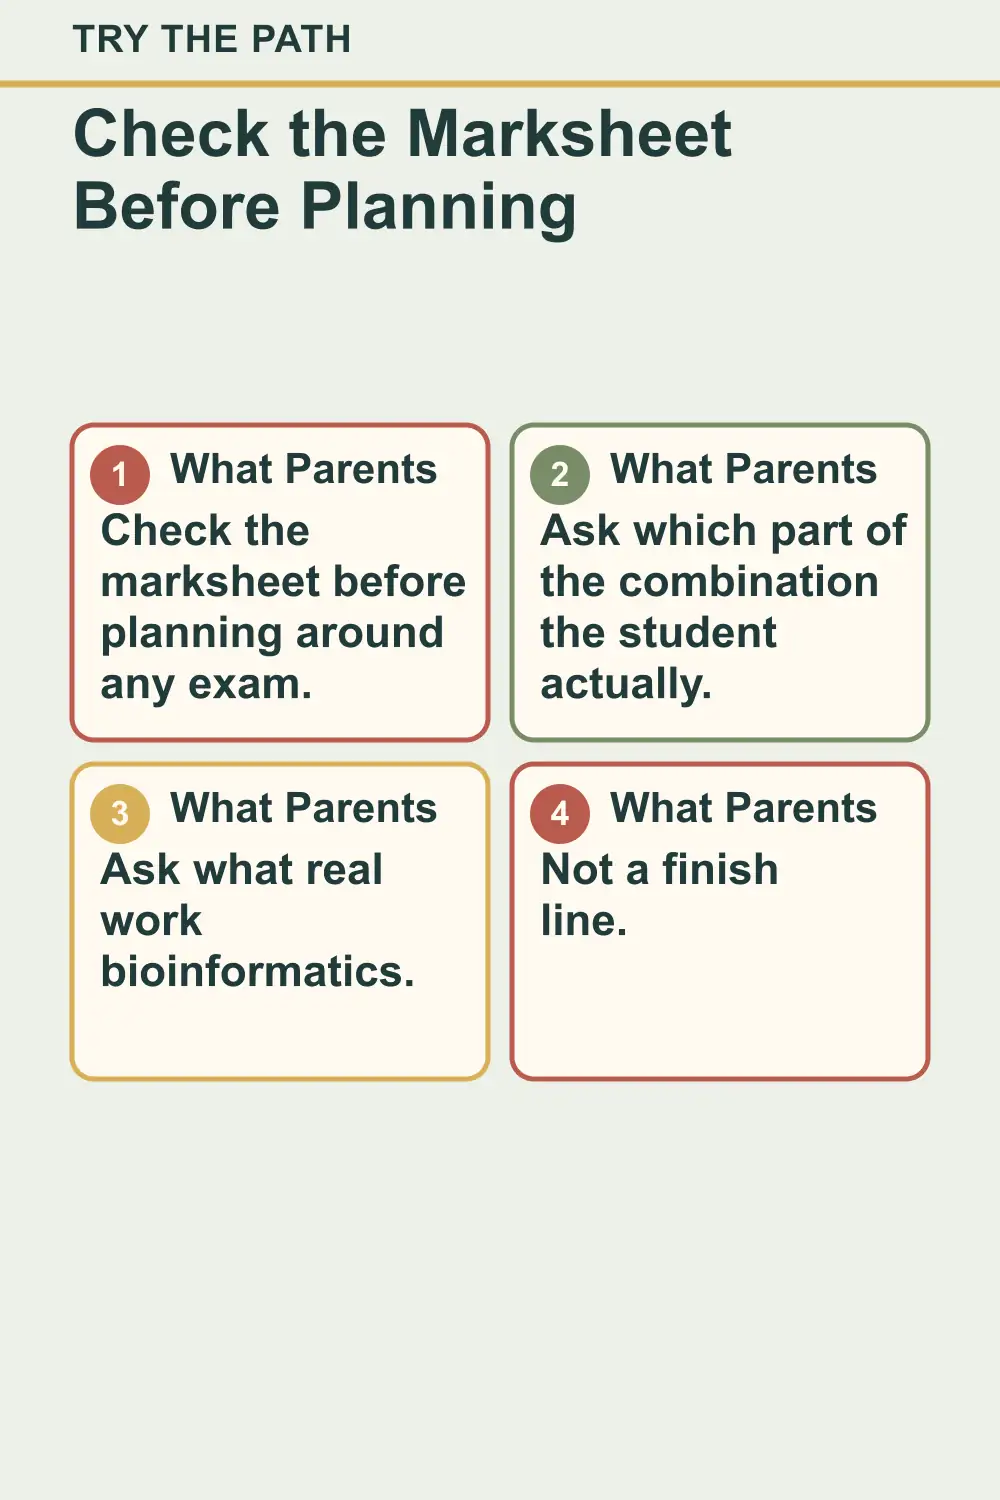 TRY THE PATH
Check the Marksheet
Before Planning
1 What Parents
Check the
marksheet before
planning around
any exam.
2 What Parents
Ask which part of
the combination
the student
actually.
3 What Parents
Ask what real
work
bioinformatics.
4 What Parents
Not a finish
line.